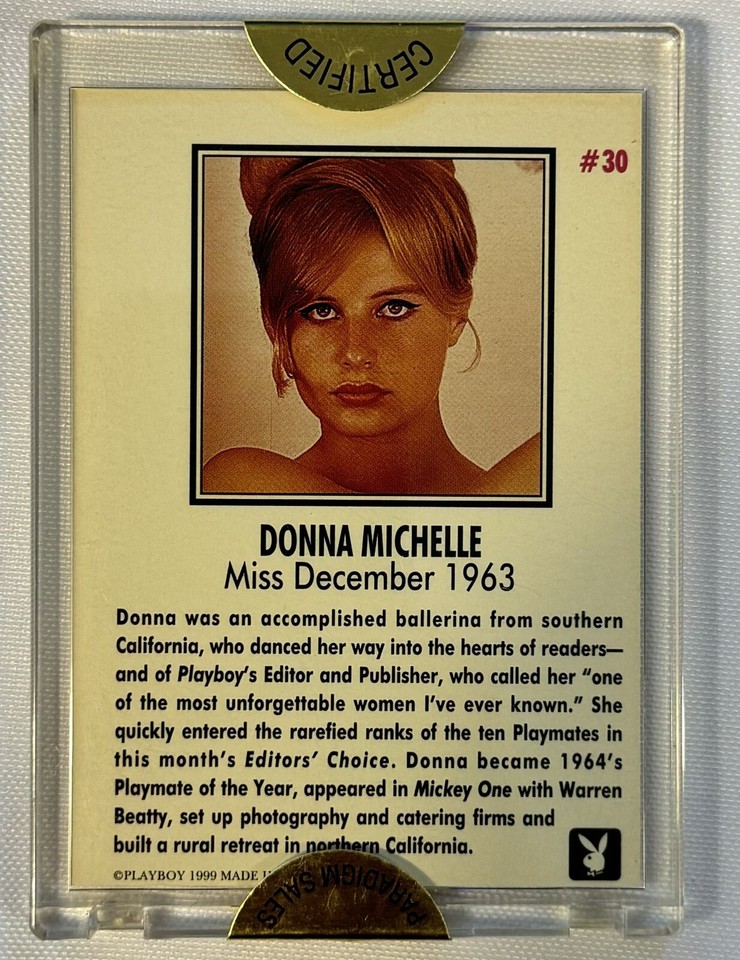 CERTIFIED
#30
DONNA MICHELLE
Miss December 1963
Donna was an accomplished ballerina from southern
California, who danced her way into the hearts of readers—
and of Playboy's Editor and Publisher, who called her “one
of the most unforgettable women I've ever known.” She
quickly entered the rarefied ranks of the ten Playmates in
this month's Editors' Choice. Donna became 1964's
Playmate of the Year, appeared in Mickey One with Warren
Beatty, set up photography and catering firms and
built a rural retreat in northern California.
©PLAYBOY 1999 MADE
PARADIGM SALES